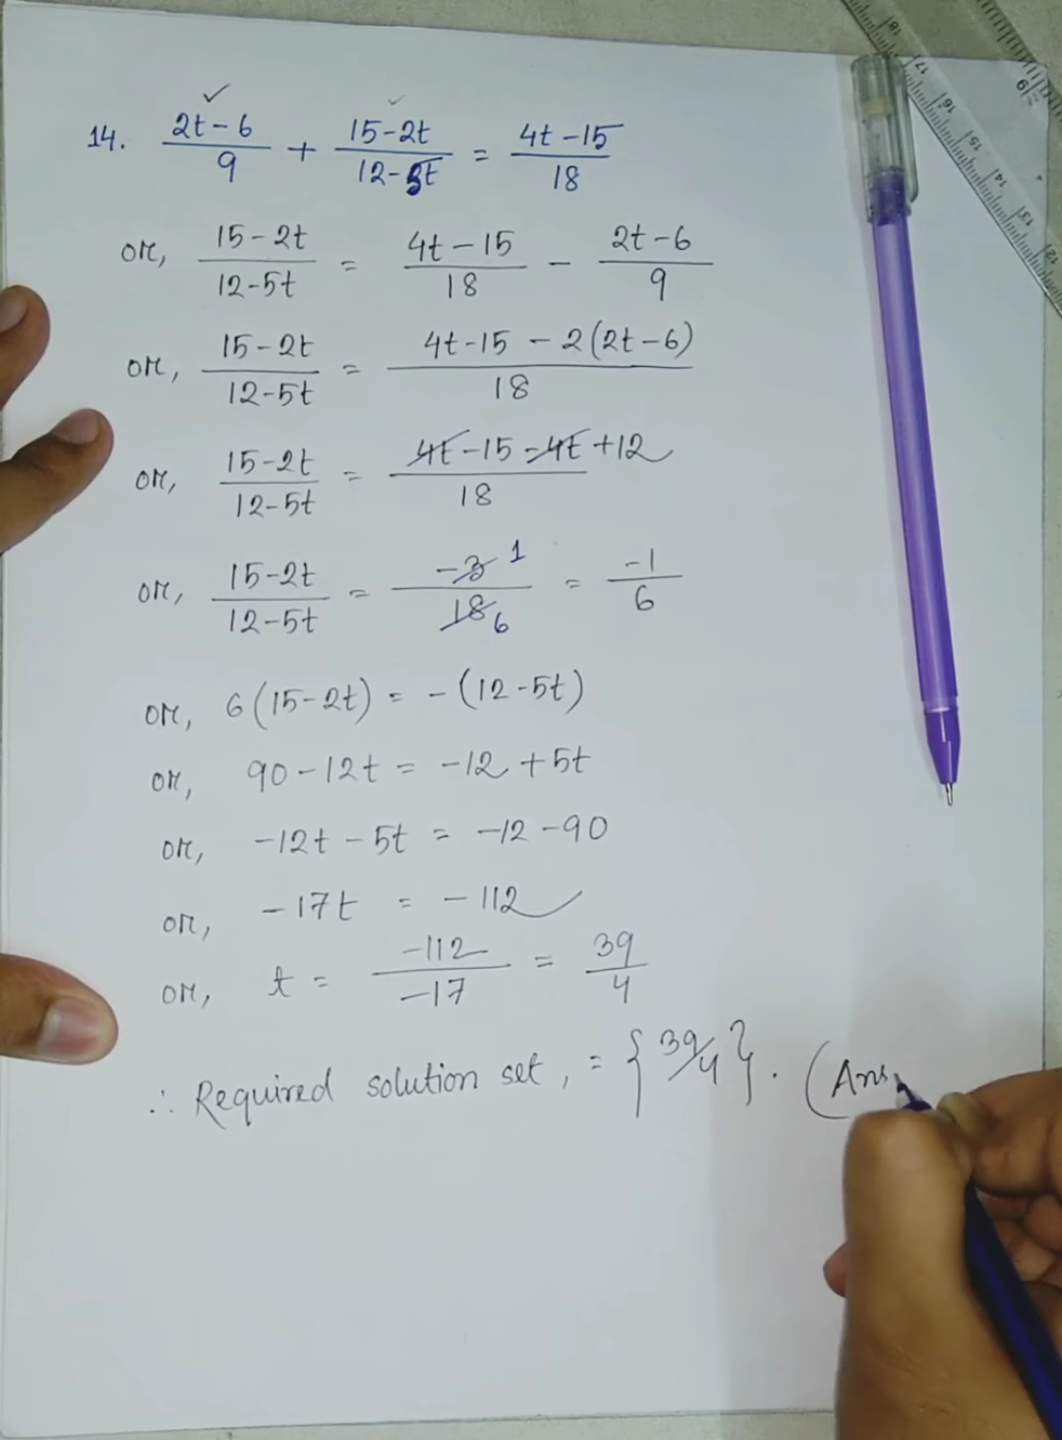 14. (2t-6)/9 + (15-2t)/(12-5t) = (4t-15)/18
or, (15-2t)/(12-5t) = (4t-15)/18 - (2t-6)/9
or, (15-2t)/(12-5t) = (4t-15-2(2t-6))/18
or, (15-2t)/(12-5t) = (4t-15-4t+12)/18
or, (15-2t)/(12-5t) = -3 1/18 6 = -1/6
or, 6(15-2t) = -(12-5t)
or, 90-12t = -12+5t
or, -12t-5t = -12-90
or, -17t = -112
or, t = -112/-17 = 39/4
∴ Required solution set, = {39/4}. (Ans